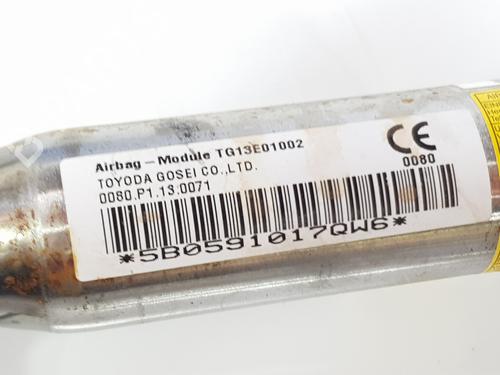 Airbag – Module TG13E01002
TOYODA GOSEI CO.,LTD.
0080.P1.13.0071
CE
0080
*5B0591017QW6*